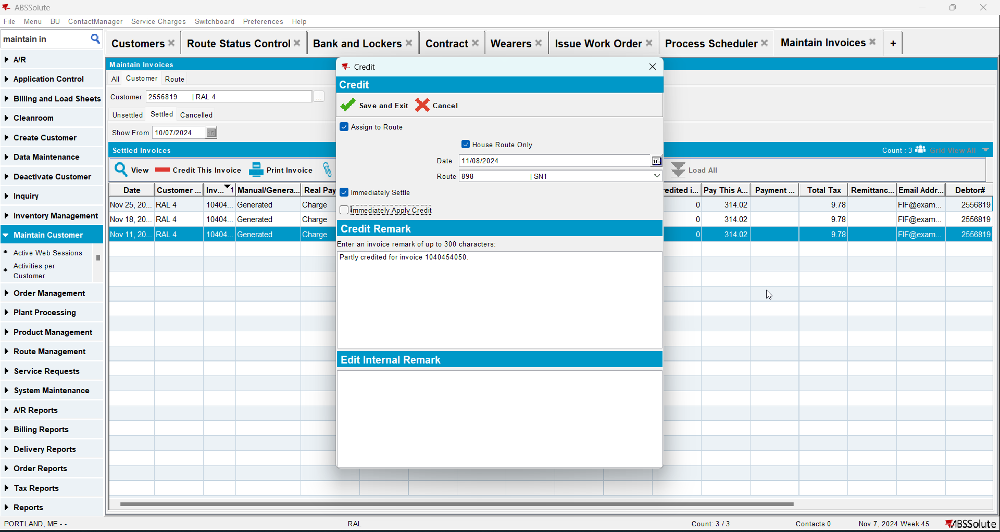 ABSSolute
File Menu BU ContactManager Service Charges Switchboard Preferences Help
maintain in
Customers Route Status Control Bank and Lockers Contract Wearers Issue Work Order Process Scheduler Maintain Invoices +
A/R
Application Control
Billing and Load Sheets
Cleanroom
Create Customer
Data Maintenance
Deactivate Customer
Inquiry
Inventory Management
Maintain Customer
Active Web Sessions
Activities per
Customer
Order Management
Plant Processing
Product Management
Route Management
Service Requests
System Maintenance
A/R Reports
Billing Reports
Delivery Reports
Order Reports
Tax Reports
Reports
Maintain Invoices
All Customer Route
Customer 2556819 | RAL 4 ...
Unsettled Settled Cancelled
Show From 10/07/2024 16
Settled Invoices Count : 3 Grid View All
View Credit This Invoice Print Invoice Load All
Date Customer ... Inv... 1 Manual/Genera... Real Pay redited i... Pay This A... Payment ... Total Tax Remittanc... Email Addr... Debtor#
Nov 25, 20... RAL 4 10404... Generated Charge 0 314.02 9.78 FIF@exam... 2556819
Nov 18, 20... RAL 4 10404... Generated Charge 0 314.02 9.78 FIF@exam... 2556819
Nov 11, 20... RAL 4 10404... Generated Charge 0 314.02 9.78 FIF@exam... 2556819
Credit
Credit
Save and Exit Cancel
Assign to Route
House Route Only
Date 11/08/2024 16
Route 898 | SN1
Immediately Settle
Immediately Apply Credit
Credit Remark
Enter an invoice remark of up to 300 characters:
Partly credited for invoice 1040454050.
Edit Internal Remark
PORTLAND, ME - - RAL Count: 3 / 3 Contacts 0 Nov 7, 2024 Week 45 ABSSolute